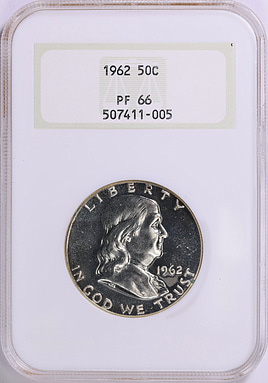 1962 50C
PF 66
507411-005
LIBERTY
1962
IN GOD WE TRUST